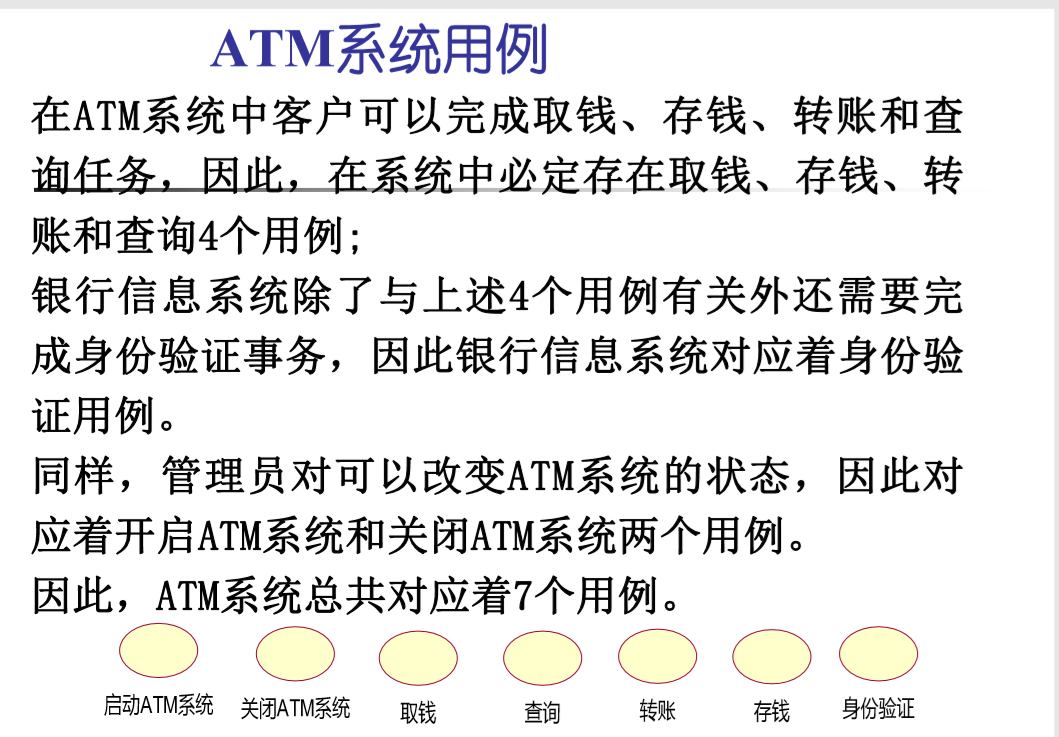 ATM系统用例
在ATM系统中客户可以完成取钱、存钱、转账和查
询任务，因此，在系统中必定存在取钱、存钱、转
账和查询4个用例;
银行信息系统除了与上述4个用例有关外还需要完
成身份验证事务，因此银行信息系统对应着身份验
证用例。
同样，管理员对可以改变ATM系统的状态，因此对
应着开启ATM系统和关闭ATM系统两个用例。
因此，ATM系统总共对应着7个用例。
启动ATM系统
关闭ATM系统
取钱
查询
转账
存钱
身份验证